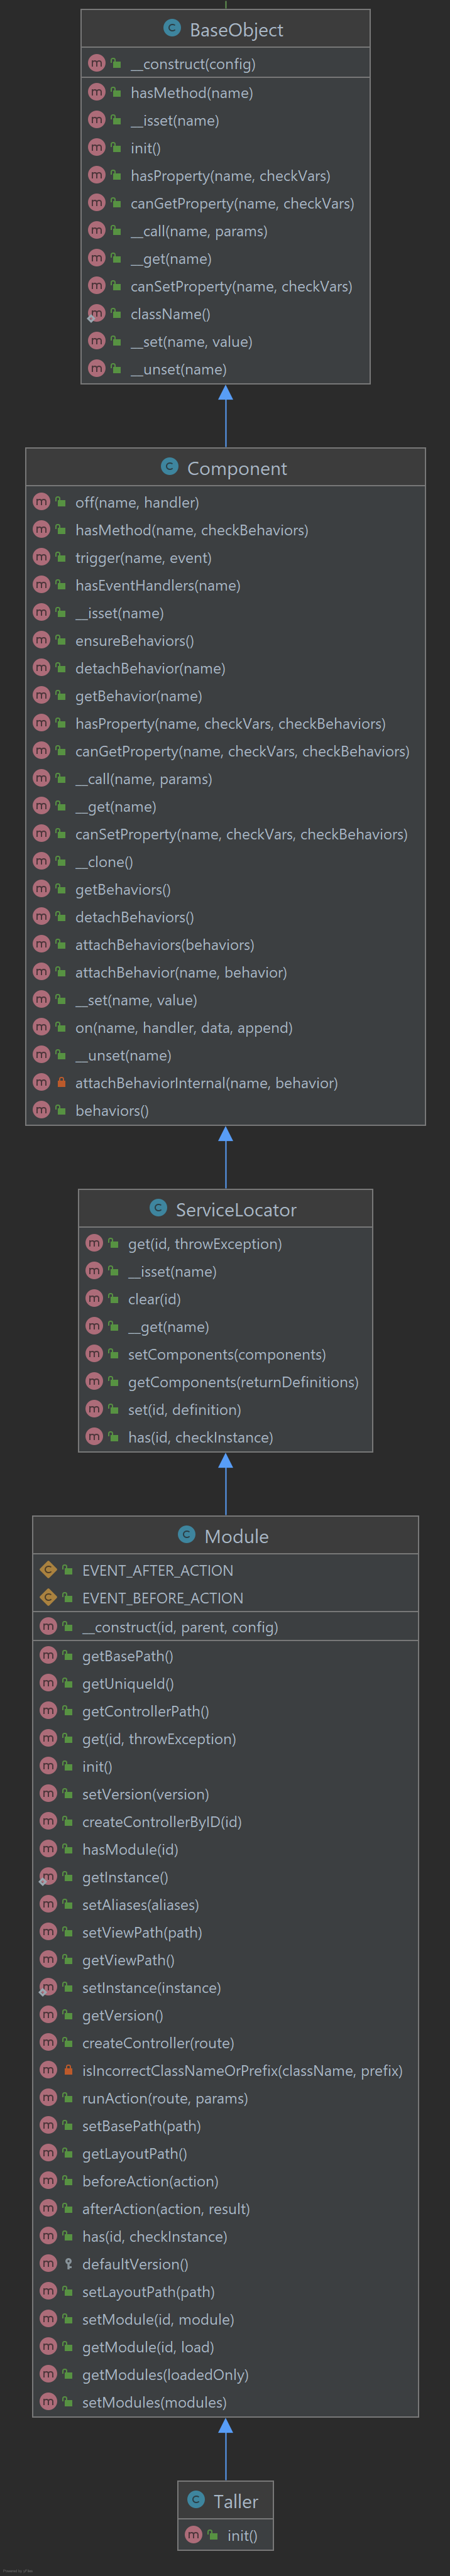 BaseObject
__construct(config)
hasMethod(name)
__isset(name)
init()
hasProperty(name, checkVars)
canGetProperty(name, checkVars)
__call(name, params)
__get(name)
canSetProperty(name, checkVars)
className()
__set(name, value)
__unset(name)
Component
off(name, handler)
hasMethod(name, checkBehaviors)
trigger(name, event)
hasEventHandlers(name)
__isset(name)
ensureBehaviors()
detachBehavior(name)
getBehavior(name)
hasProperty(name, checkVars, checkBehaviors)
canGetProperty(name, checkVars, checkBehaviors)
__call(name, params)
__get(name)
canSetProperty(name, checkVars, checkBehaviors)
__clone()
getBehaviors()
detachBehaviors()
attachBehaviors(behaviors)
attachBehavior(name, behavior)
__set(name, value)
on(name, handler, data, append)
__unset(name)
attachBehaviorInternal(name, behavior)
behaviors()
ServiceLocator
get(id, throwException)
__isset(name)
clear(id)
__get(name)
setComponents(components)
getComponents(returnDefinitions)
set(id, definition)
has(id, checkInstance)
Module
EVENT_AFTER_ACTION
EVENT_BEFORE_ACTION
__construct(id, parent, config)
getBasePath()
getUniqueId()
getControllerPath()
get(id, throwException)
init()
setVersion(version)
createControllerByID(id)
hasModule(id)
getInstance()
setAliases(aliases)
setViewPath(path)
getViewPath()
setInstance(instance)
getVersion()
createController(route)
isIncorrectClassNameOrPrefix(className, prefix)
runAction(route, params)
setBasePath(path)
getLayoutPath()
beforeAction(action)
afterAction(action, result)
has(id, checkInstance)
defaultVersion()
setLayoutPath(path)
setModule(id, module)
getModule(id, load)
getModules(loadedOnly)
setModules(modules)
Taller
init()
Powered by yFiles